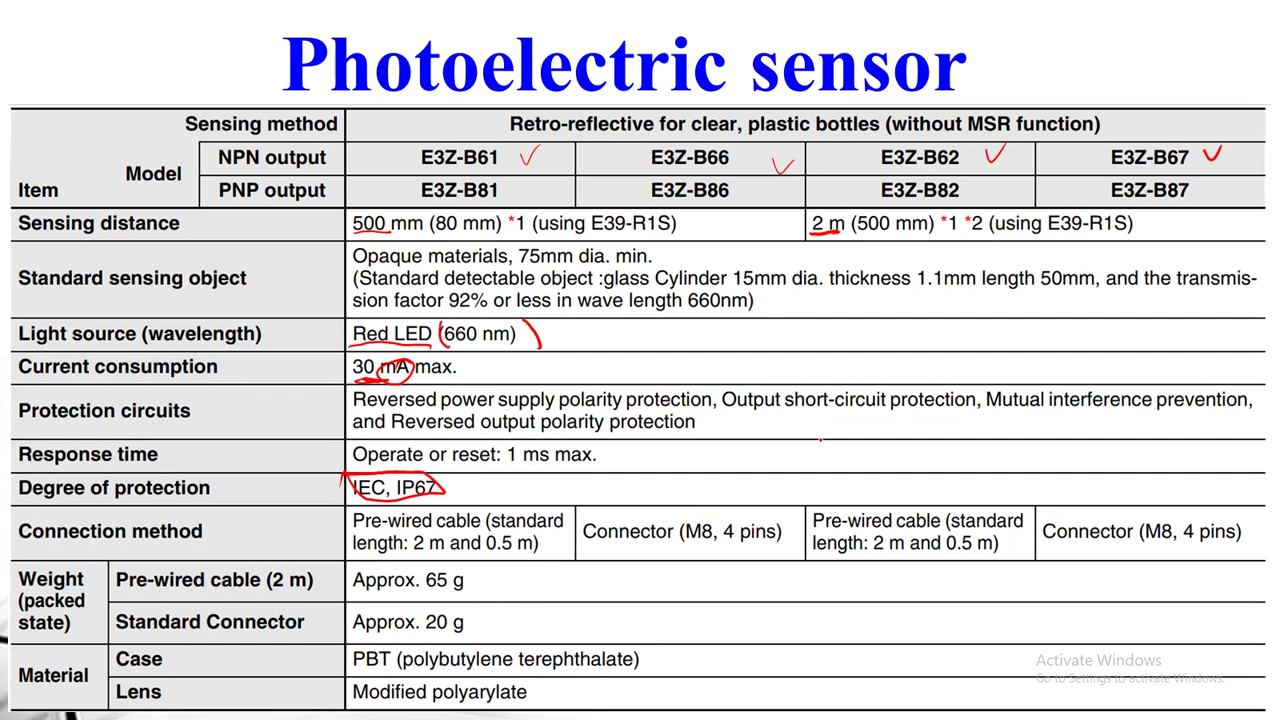 Photoelectric sensor
Sensing method Retro-reflective for clear, plastic bottles (without MSR function)
Item Model NPN output E3Z-B61 E3Z-B66 E3Z-B62 E3Z-B67
PNP output E3Z-B81 E3Z-B86 E3Z-B82 E3Z-B87
Sensing distance 500 mm (80 mm) *1 (using E39-R1S) 2 m (500 mm) *1 *2 (using E39-R1S)
Standard sensing object Opaque materials, 75mm dia. min.
(Standard detectable object :glass Cylinder 15mm dia. thickness 1.1mm length 50mm, and the transmis-
sion factor 92% or less in wave length 660nm)
Light source (wavelength) Red LED (660 nm)
Current consumption 30 mA max.
Protection circuits Reversed power supply polarity protection, Output short-circuit protection, Mutual interference prevention,
and Reversed output polarity protection
Response time Operate or reset: 1 ms max.
Degree of protection IEC, IP67
Connection method Pre-wired cable (standard
length: 2 m and 0.5 m) Connector (M8, 4 pins) Pre-wired cable (standard
length: 2 m and 0.5 m) Connector (M8, 4 pins)
Weight
(packed
state) Pre-wired cable (2 m) Approx. 65 g
Standard Connector Approx. 20 g
Material Case PBT (polybutylene terephthalate)
Lens Modified polyarylate
Activate Windows
Go to Settings to activate Windows.